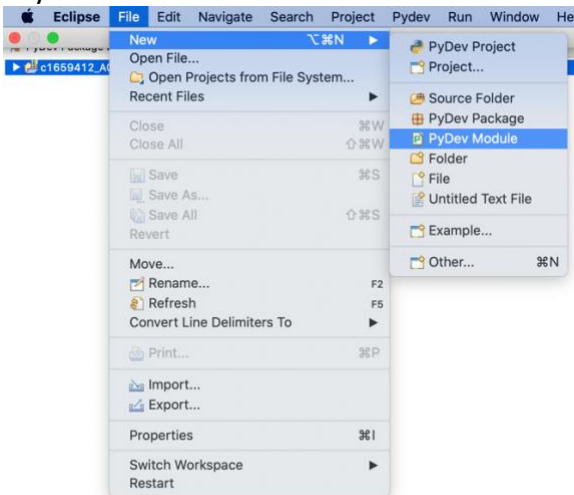 Eclipse File Edit Navigate Search Project Pydev Run Window He
New ⌥⌘N ▶
Open File...
Open Projects from File System...
Recent Files ▶
Close ⌘W
Close All ⇧⌘W
Save ⌘S
Save As...
Save All ⇧⌘S
Revert
Move...
Rename... F2
Refresh F5
Convert Line Delimiters To ▶
Print... ⌘P
Import...
Export...
Properties ⌘I
Switch Workspace ▶
Restart
PyDev Project
Project...
Source Folder
PyDev Package
PyDev Module
Folder
File
Untitled Text File
Example...
Other... ⌘N
c1659412_A